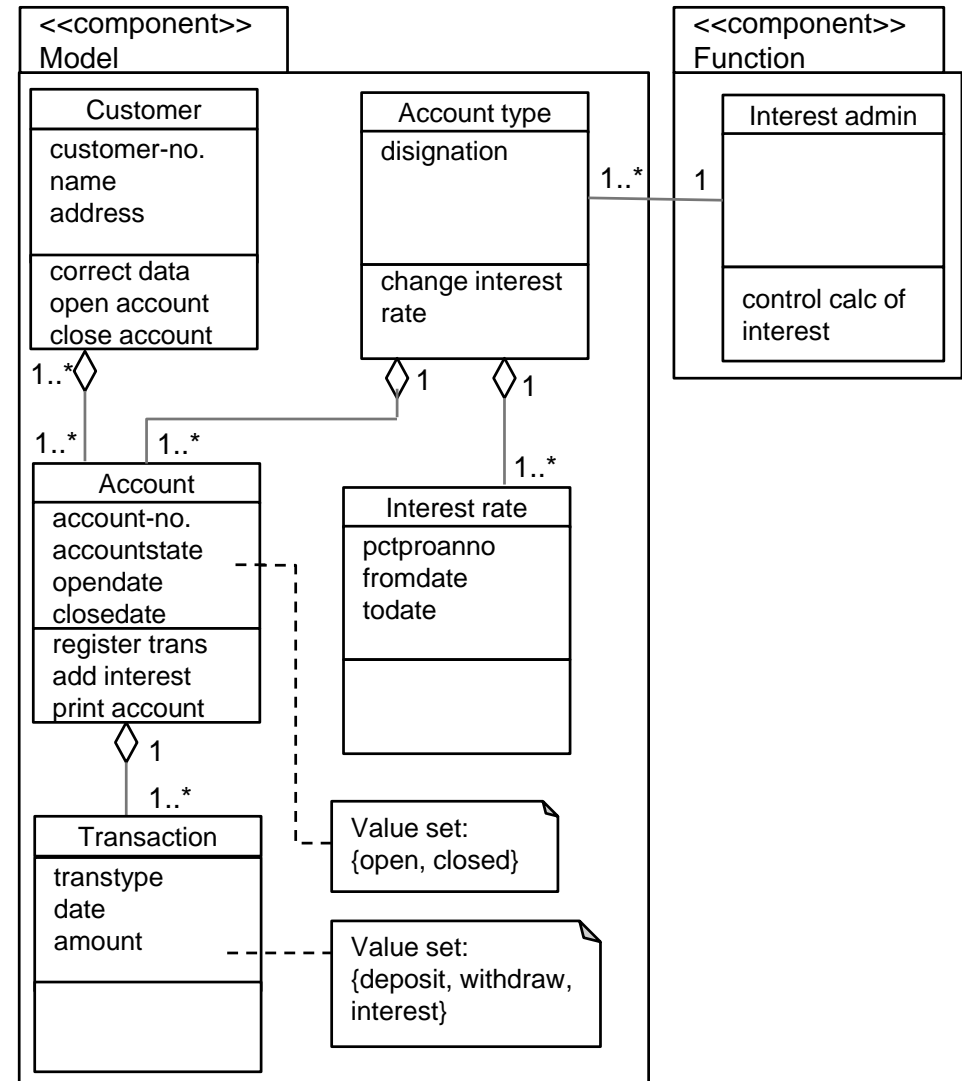 <<component>>
Model
Customer
customer-no.
name
address
correct data
open account
close account
1..*
1..*
Account type
disignation
change interest
rate
1
1
1..*
1..*
1..*
1
<<component>>
Function
Interest admin
control calc of
interest
Account
account-no.
accountstate
opendate
closedate
register trans
add interest
print account
1
1..*
Interest rate
pctproanno
fromdate
todate
Transaction
transtype
date
amount
Value set:
{open, closed}
Value set:
{deposit, withdraw,
interest}